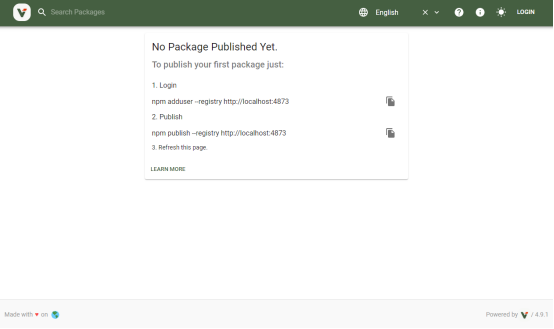 Search Packages
English
LOGIN
No Package Published Yet.
To publish your first package just:
1. Login
npm adduser --registry http://localhost:4873
2. Publish
npm publish --registry http://localhost:4873
3. Refresh this page.
LEARN MORE
Made with ♥ on
Powered by / 4.9.1